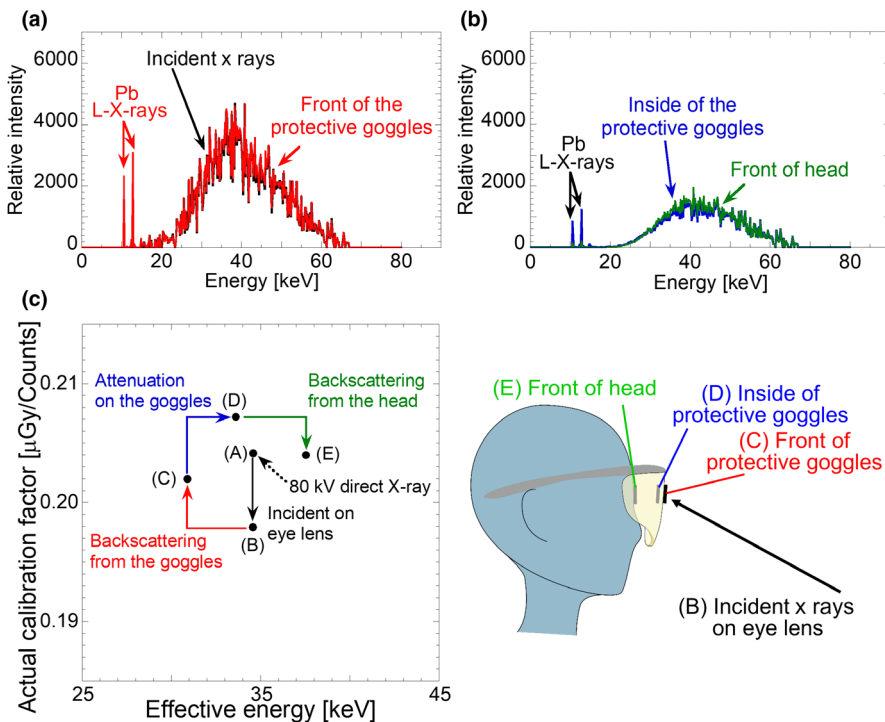 (a)
6000
4000
2000
0
Relative intensity
0 20 40 60 80
Energy [keV]
Pb
L-X-rays
Incident x rays
Front of the
protective goggles
(b)
6000
4000
2000
0
Relative intensity
0 20 40 60 80
Energy [keV]
Pb
L-X-rays
Inside of the
protective goggles
Front of head
(c)
Actual calibration factor [μGy/Counts]
0.21
0.20
0.19
25 35 45
Effective energy [keV]
Attenuation
on the goggles
(D)
Backscattering
from the head
(A)
(E)
(C)
80 kV direct X-ray
Incident on
eye lens
(B)
Backscattering
from the goggles
(E) Front of head
(D) Inside of
protective goggles
(C) Front of
protective goggles
(B) Incident x rays
on eye lens